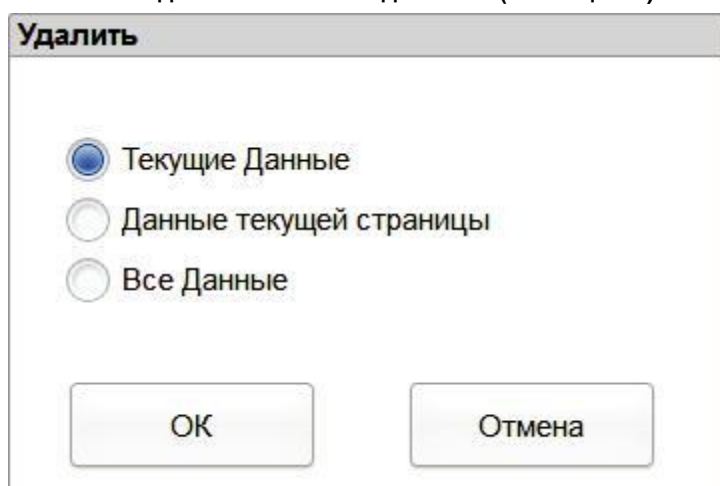 Удалить
Текущие Данные
Данные текущей страницы
Все Данные
ОК
Отмена